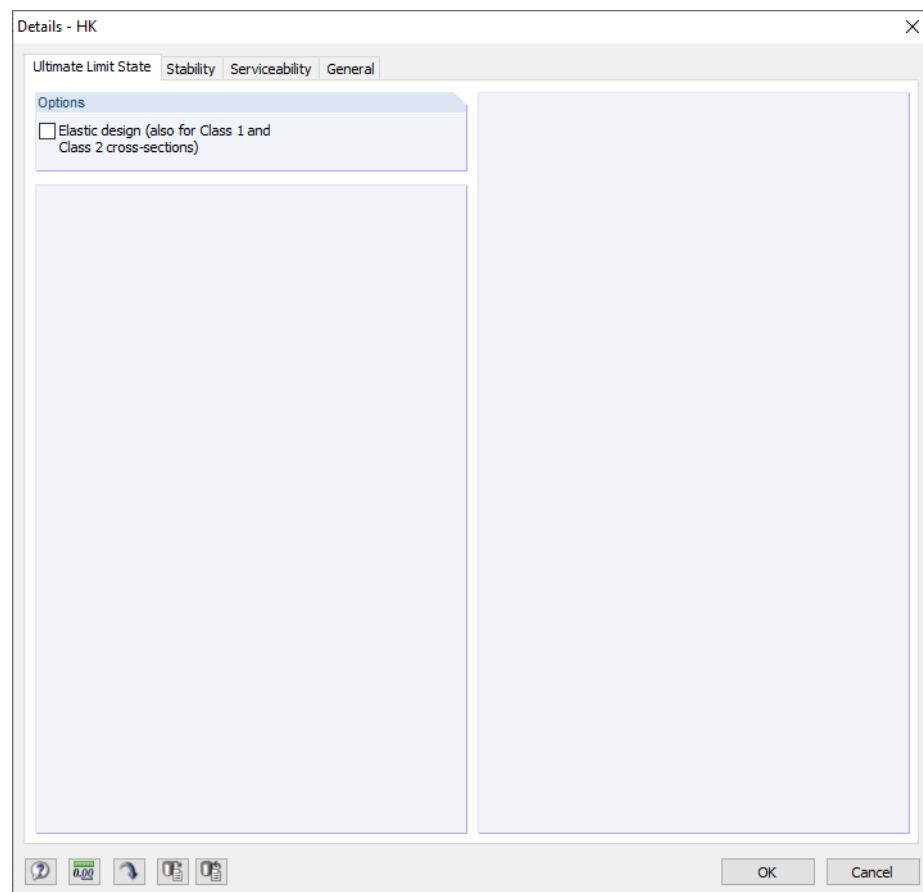 Details - HK
Ultimate Limit State Stability Serviceability General
Options
Elastic design (also for Class 1 and
Class 2 cross-sections)
0.00
OK Cancel